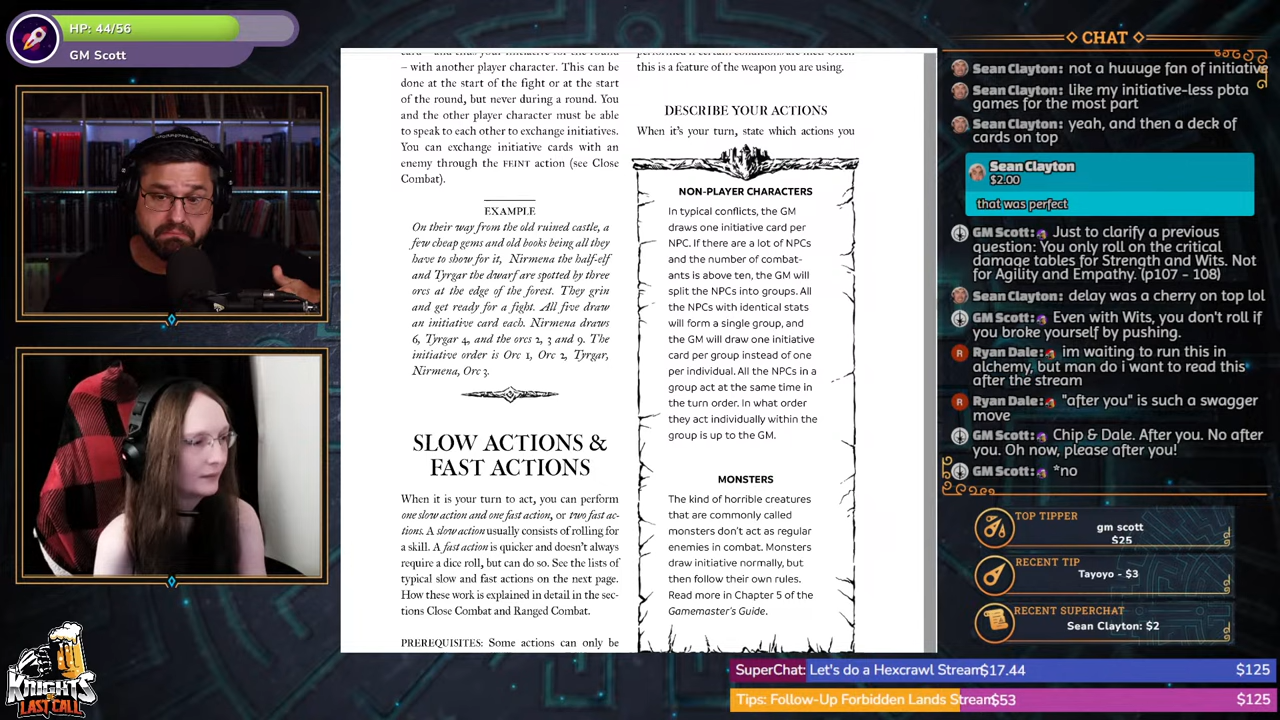 HP: 44/56
GM Scott
– with another player character. This can be
done at the start of the fight or at the start
of the round, but never during a round. You
and the other player character must be able
to speak to each other to exchange initiatives.
You can exchange initiative cards with an
enemy through the FEINT action (see Close
Combat).
EXAMPLE
On their way from the old ruined castle, a
few cheap gems and old books being all they
have to show for it, Nirmena the half-elf
and Tyrgar the dwarf are spotted by three
orcs at the edge of the forest. They grin
and get ready for a fight. All five draw
an initiative card each. Nirmena draws
6, Tyrgar 4, and the orcs 2, 3 and 9. The
initiative order is Orc 1, Orc 2, Tyrgar,
Nirmena, Orc 3.
SLOW ACTIONS &
FAST ACTIONS
When it is your turn to act, you can perform
one slow action and one fast action, or two fast ac-
tions. A slow action usually consists of rolling for
a skill. A fast action is quicker and doesn't always
require a dice roll, but can do so. See the lists of
typical slow and fast actions on the next page.
How these work is explained in detail in the sec-
tions Close Combat and Ranged Combat.
PREREQUISITES: Some actions can only be
this is a feature of the weapon you are using.
DESCRIBE YOUR ACTIONS
When it's your turn, state which actions you
NON-PLAYER CHARACTERS
In typical conflicts, the GM
draws one initiative card per
NPC. If there are a lot of NPCs
and the number of combat-
ants is above ten, the GM will
split the NPCs into groups. All
the NPCs with identical stats
will form a single group, and
the GM will draw one initiative
card per group instead of one
per individual. All the NPCs in a
group act at the same time in
the turn order. In what order
they act individually within the
group is up to the GM.
MONSTERS
The kind of horrible creatures
that are commonly called
monsters don't act as regular
enemies in combat. Monsters
draw initiative normally, but
then follow their own rules.
Read more in Chapter 5 of the
Gamemaster's Guide.
CHAT
Sean Clayton: not a huuuge fan of initiative
Sean Clayton: like my initiative-less pbta
games for the most part
Sean Clayton: yeah, and then a deck of
cards on top
Sean Clayton
$2.00
that was perfect
GM Scott: Just to clarify a previous
question: You only roll on the critical
damage tables for Strength and Wits. Not
for Agility and Empathy. (p107 - 108)
Sean Clayton: delay was a cherry on top lol
GM Scott: Even with Wits, you don't roll if
you broke yourself by pushing.
Ryan Dale: im waiting to run this in
alchemy, but man do i want to read this
after the stream
Ryan Dale: "after you" is such a swagger
move
GM Scott: Chip & Dale. After you. No after
you. Oh now, please after you!
GM Scott: *no
TOP TIPPER
gm scott
$25
RECENT TIP
Tayoyo - $3
RECENT SUPERCHAT
Sean Clayton: $2
SuperChat: Let's do a Hexcrawl Stream $17.44 $125
Tips: Follow-Up Forbidden Lands Stream $53 $125
KNIGHTS
OF
LAST CALL